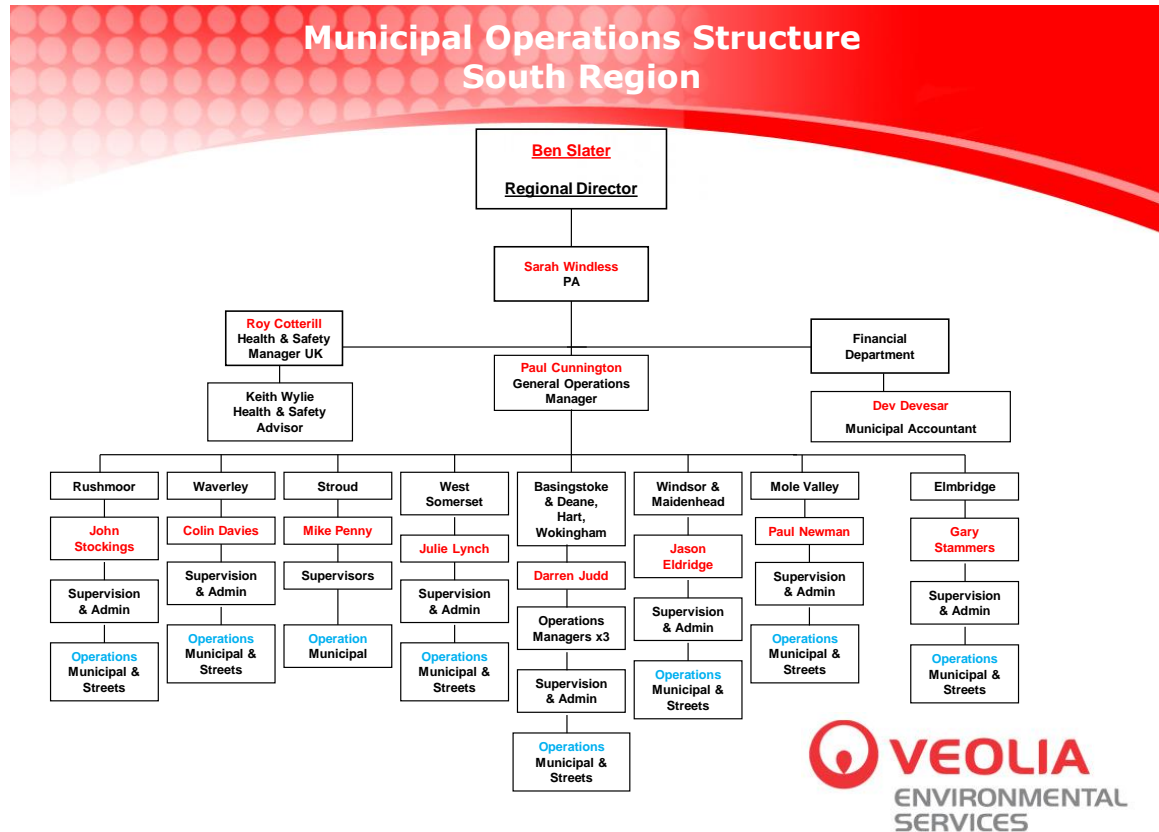 Municipal Operations Structure
South Region
Ben Slater
Regional Director
Sarah Windless
PA
Roy Cotterill
Health & Safety
Manager UK
Keith Wylie
Health & Safety
Advisor
Paul Cunnington
General Operations
Manager
Financial
Department
Dev Devesar
Municipal Accountant
Rushmoor
John
Stockings
Supervision
& Admin
Operations
Municipal &
Streets
Waverley
Colin Davies
Supervision
& Admin
Operations
Municipal &
Streets
Stroud
Mike Penny
Supervisors
Operation
Municipal
West
Somerset
Julie Lynch
Supervision
& Admin
Operations
Municipal &
Streets
Basingstoke
& Deane,
Hart,
Wokingham
Darren Judd
Operations
Managers x3
Supervision
& Admin
Operations
Municipal &
Streets
Windsor &
Maidenhead
Jason
Eldridge
Supervision
& Admin
Operations
Municipal &
Streets
Mole Valley
Paul Newman
Supervision
& Admin
Operations
Municipal &
Streets
Elmbridge
Gary
Stammers
Supervision
& Admin
Operations
Municipal &
Streets
VEOLIA
ENVIRONMENTAL
SERVICES